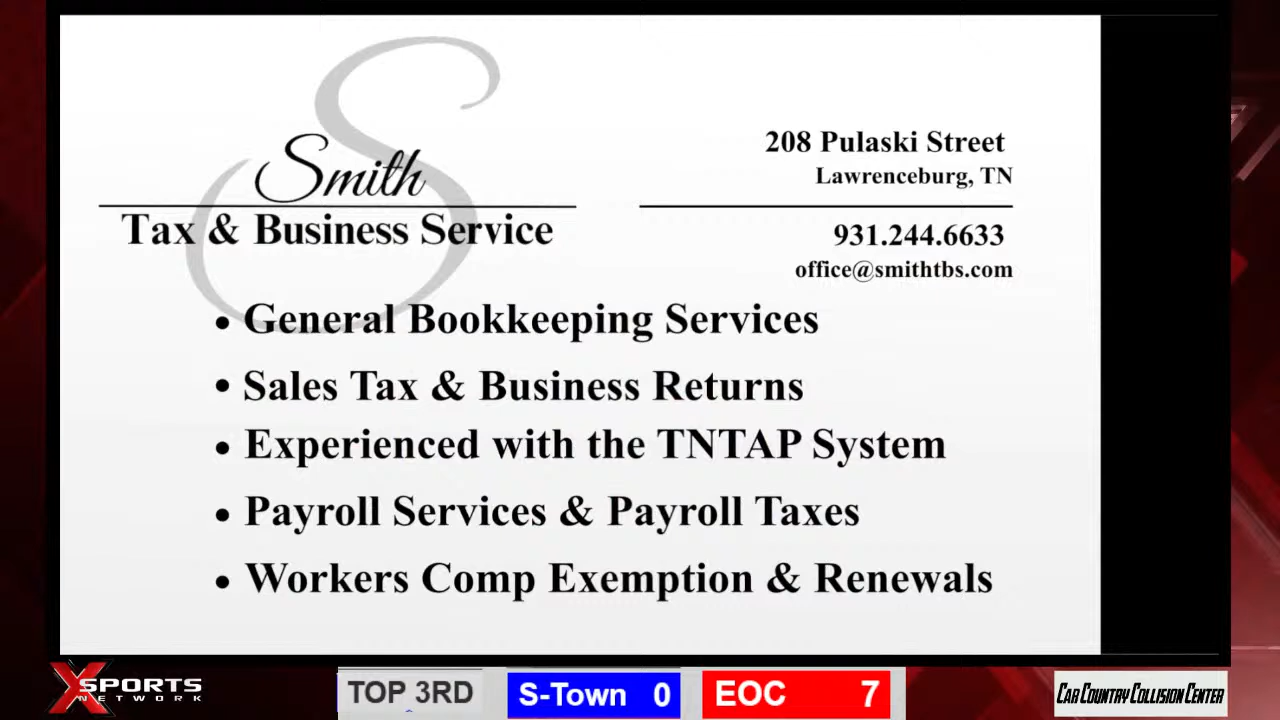 S
Smith
Tax & Business Service
208 Pulaski Street
Lawrenceburg, TN
931.244.6633
office@smithtbs.com
• General Bookkeeping Services
• Sales Tax & Business Returns
• Experienced with the TNTAP System
• Payroll Services & Payroll Taxes
• Workers Comp Exemption & Renewals
X SPORTS
NETWORK
TOP 3RD
S-Town 0
EOC 7
CAR COUNTRY COLLISION CENTER